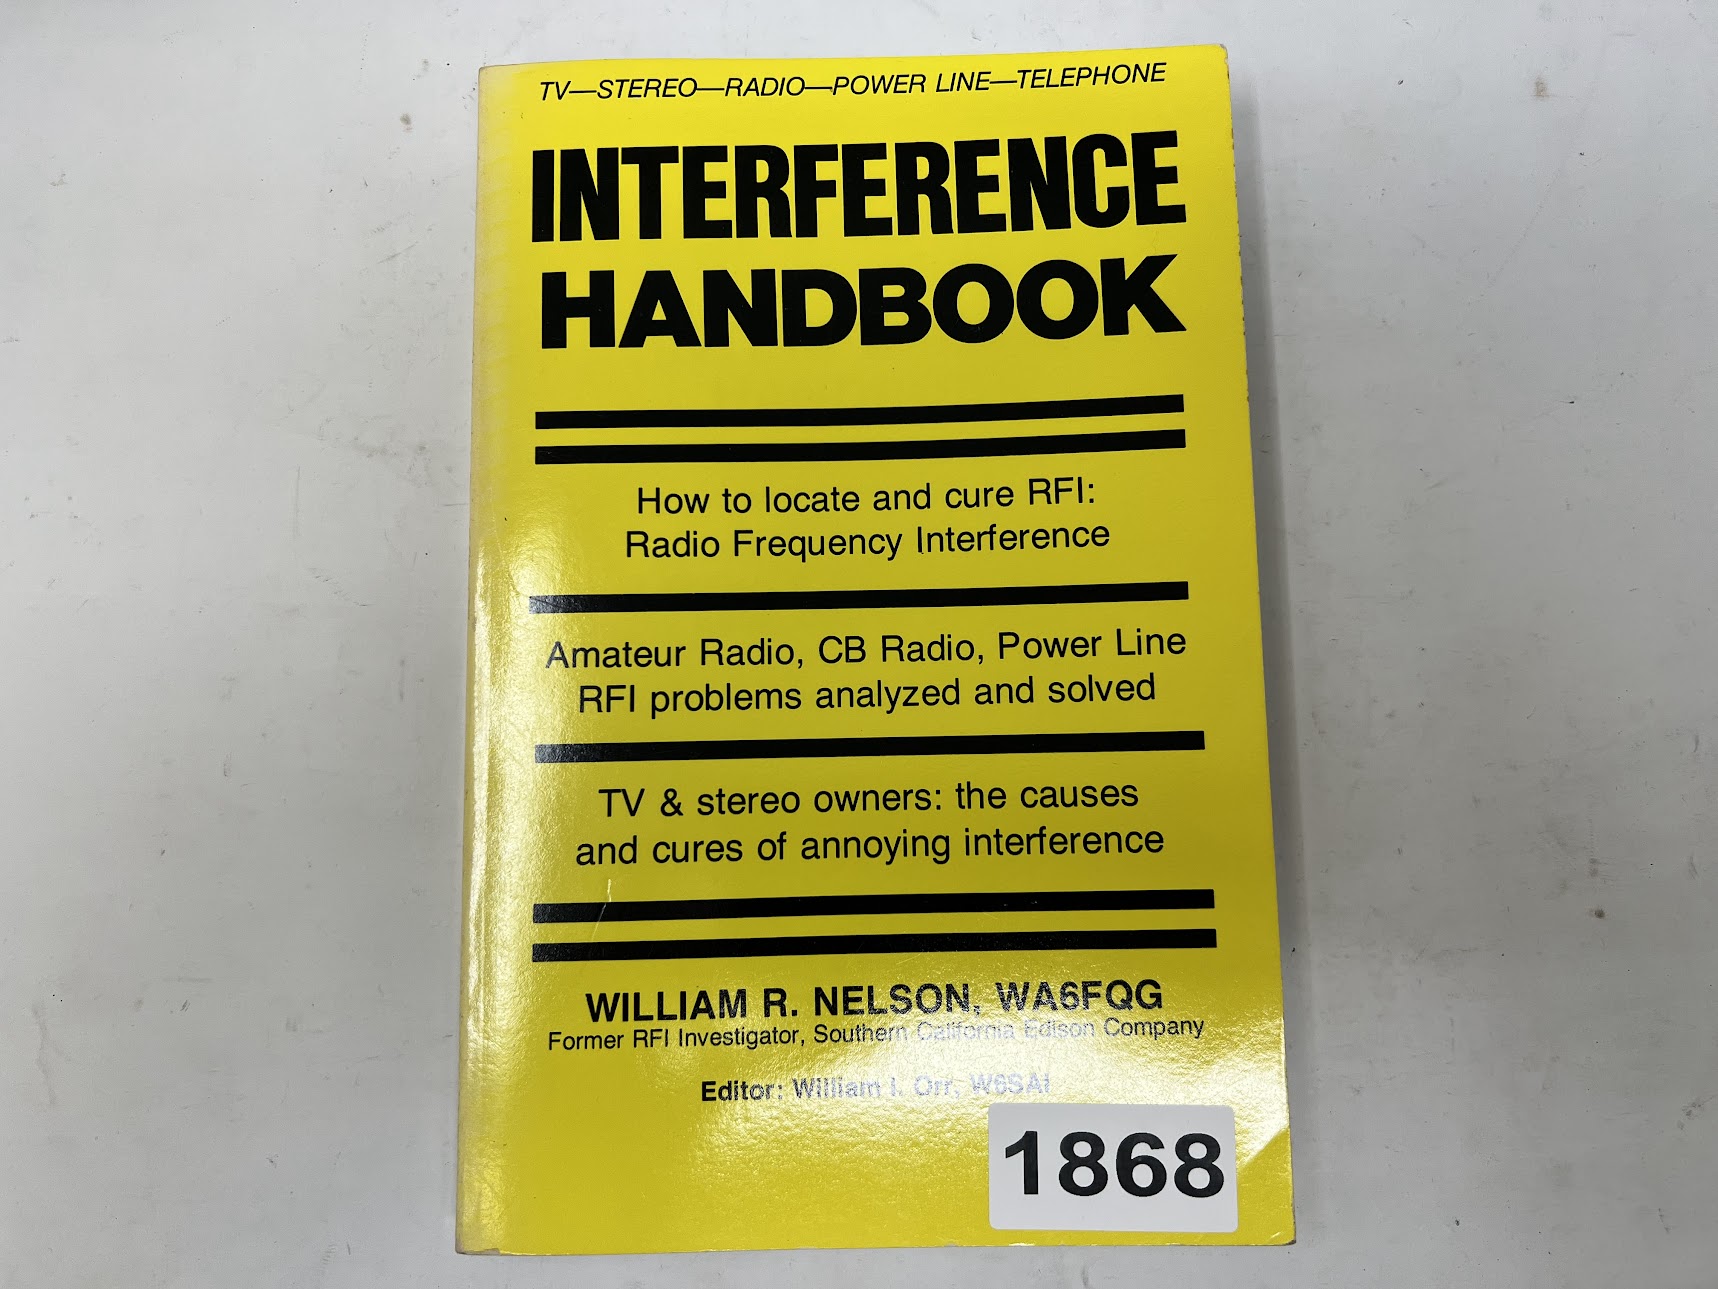 TV—STEREO—RADIO—POWER LINE—TELEPHONE
INTERFERENCE
HANDBOOK
How to locate and cure RFI:
Radio Frequency Interference
Amateur Radio, CB Radio, Power Line
RFI problems analyzed and solved
TV & stereo owners: the causes
and cures of annoying interference
WILLIAM R. NELSON, WA6FQG
Former RFI Investigator, Southern California Edison Company
Editor: William I. Orr, W6SAI
1868